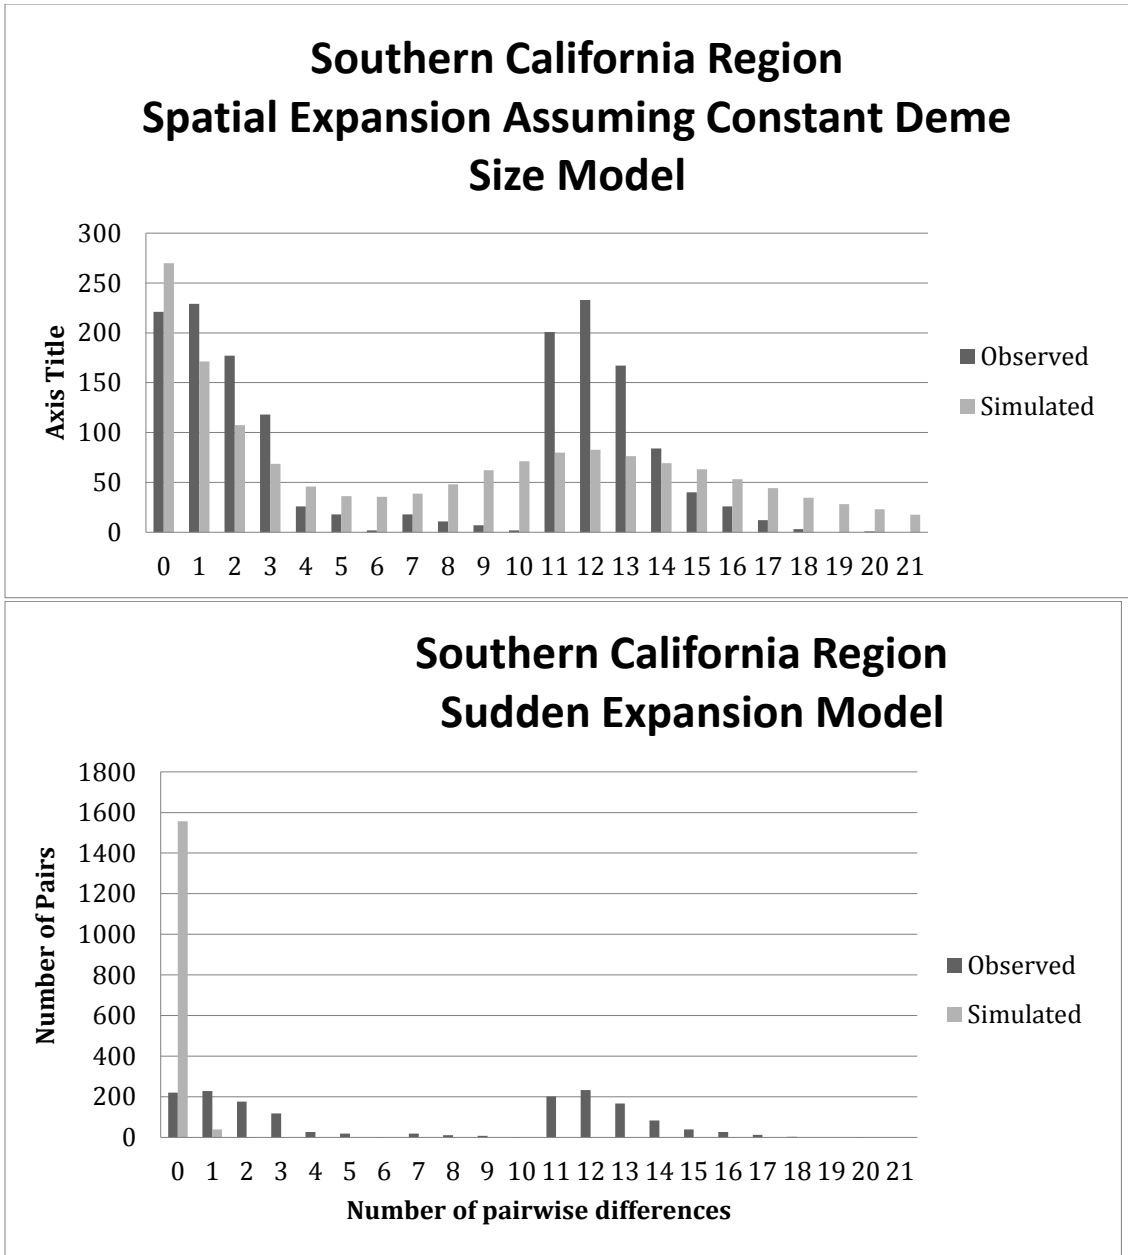 Southern California Region
Spatial Expansion Assuming Constant Deme
Size Model
300
250
200
150
100
50
0
Axis Title
0 1 2 3 4 5 6 7 8 9 10 11 12 13 14 15 16 17 18 19 20 21
Observed
Simulated
Southern California Region
Sudden Expansion Model
1800
1600
1400
1200
1000
800
600
400
200
0
Number of Pairs
0 1 2 3 4 5 6 7 8 9 10 11 12 13 14 15 16 17 18 19 20 21
Number of pairwise differences
Observed
Simulated